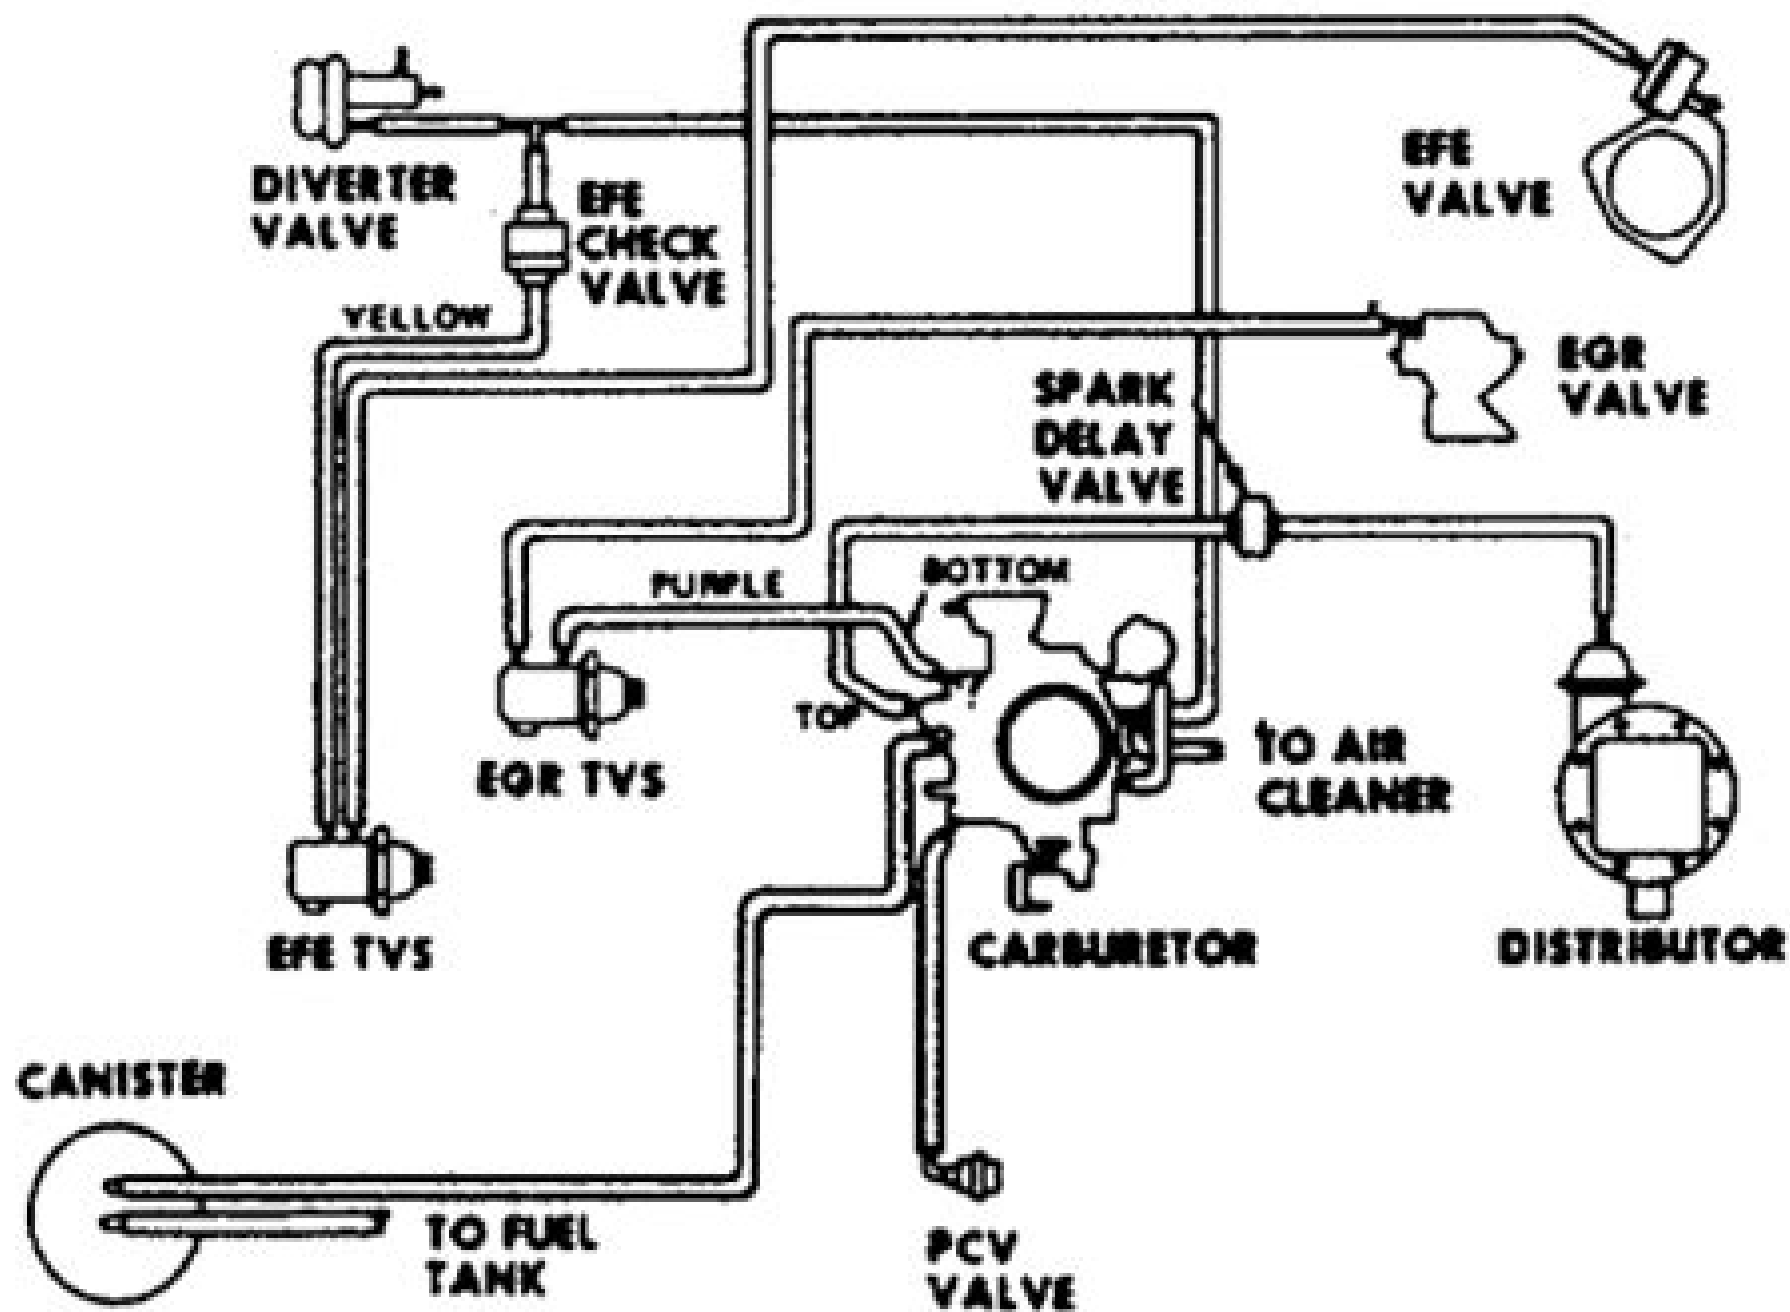 DIVERTER
VALVE
EFE
CHECK
VALVE
EFE
VALVE
YELLOW
EGR
VALVE
SPARK
DELAY
VALVE
PURPLE
BOTTOM
TOP
EGR TVS
TO AIR
CLEANER
EFE TVS
CARBURETOR
DISTRIBUTOR
CANISTER
TO FUEL
TANK
PCV
VALVE